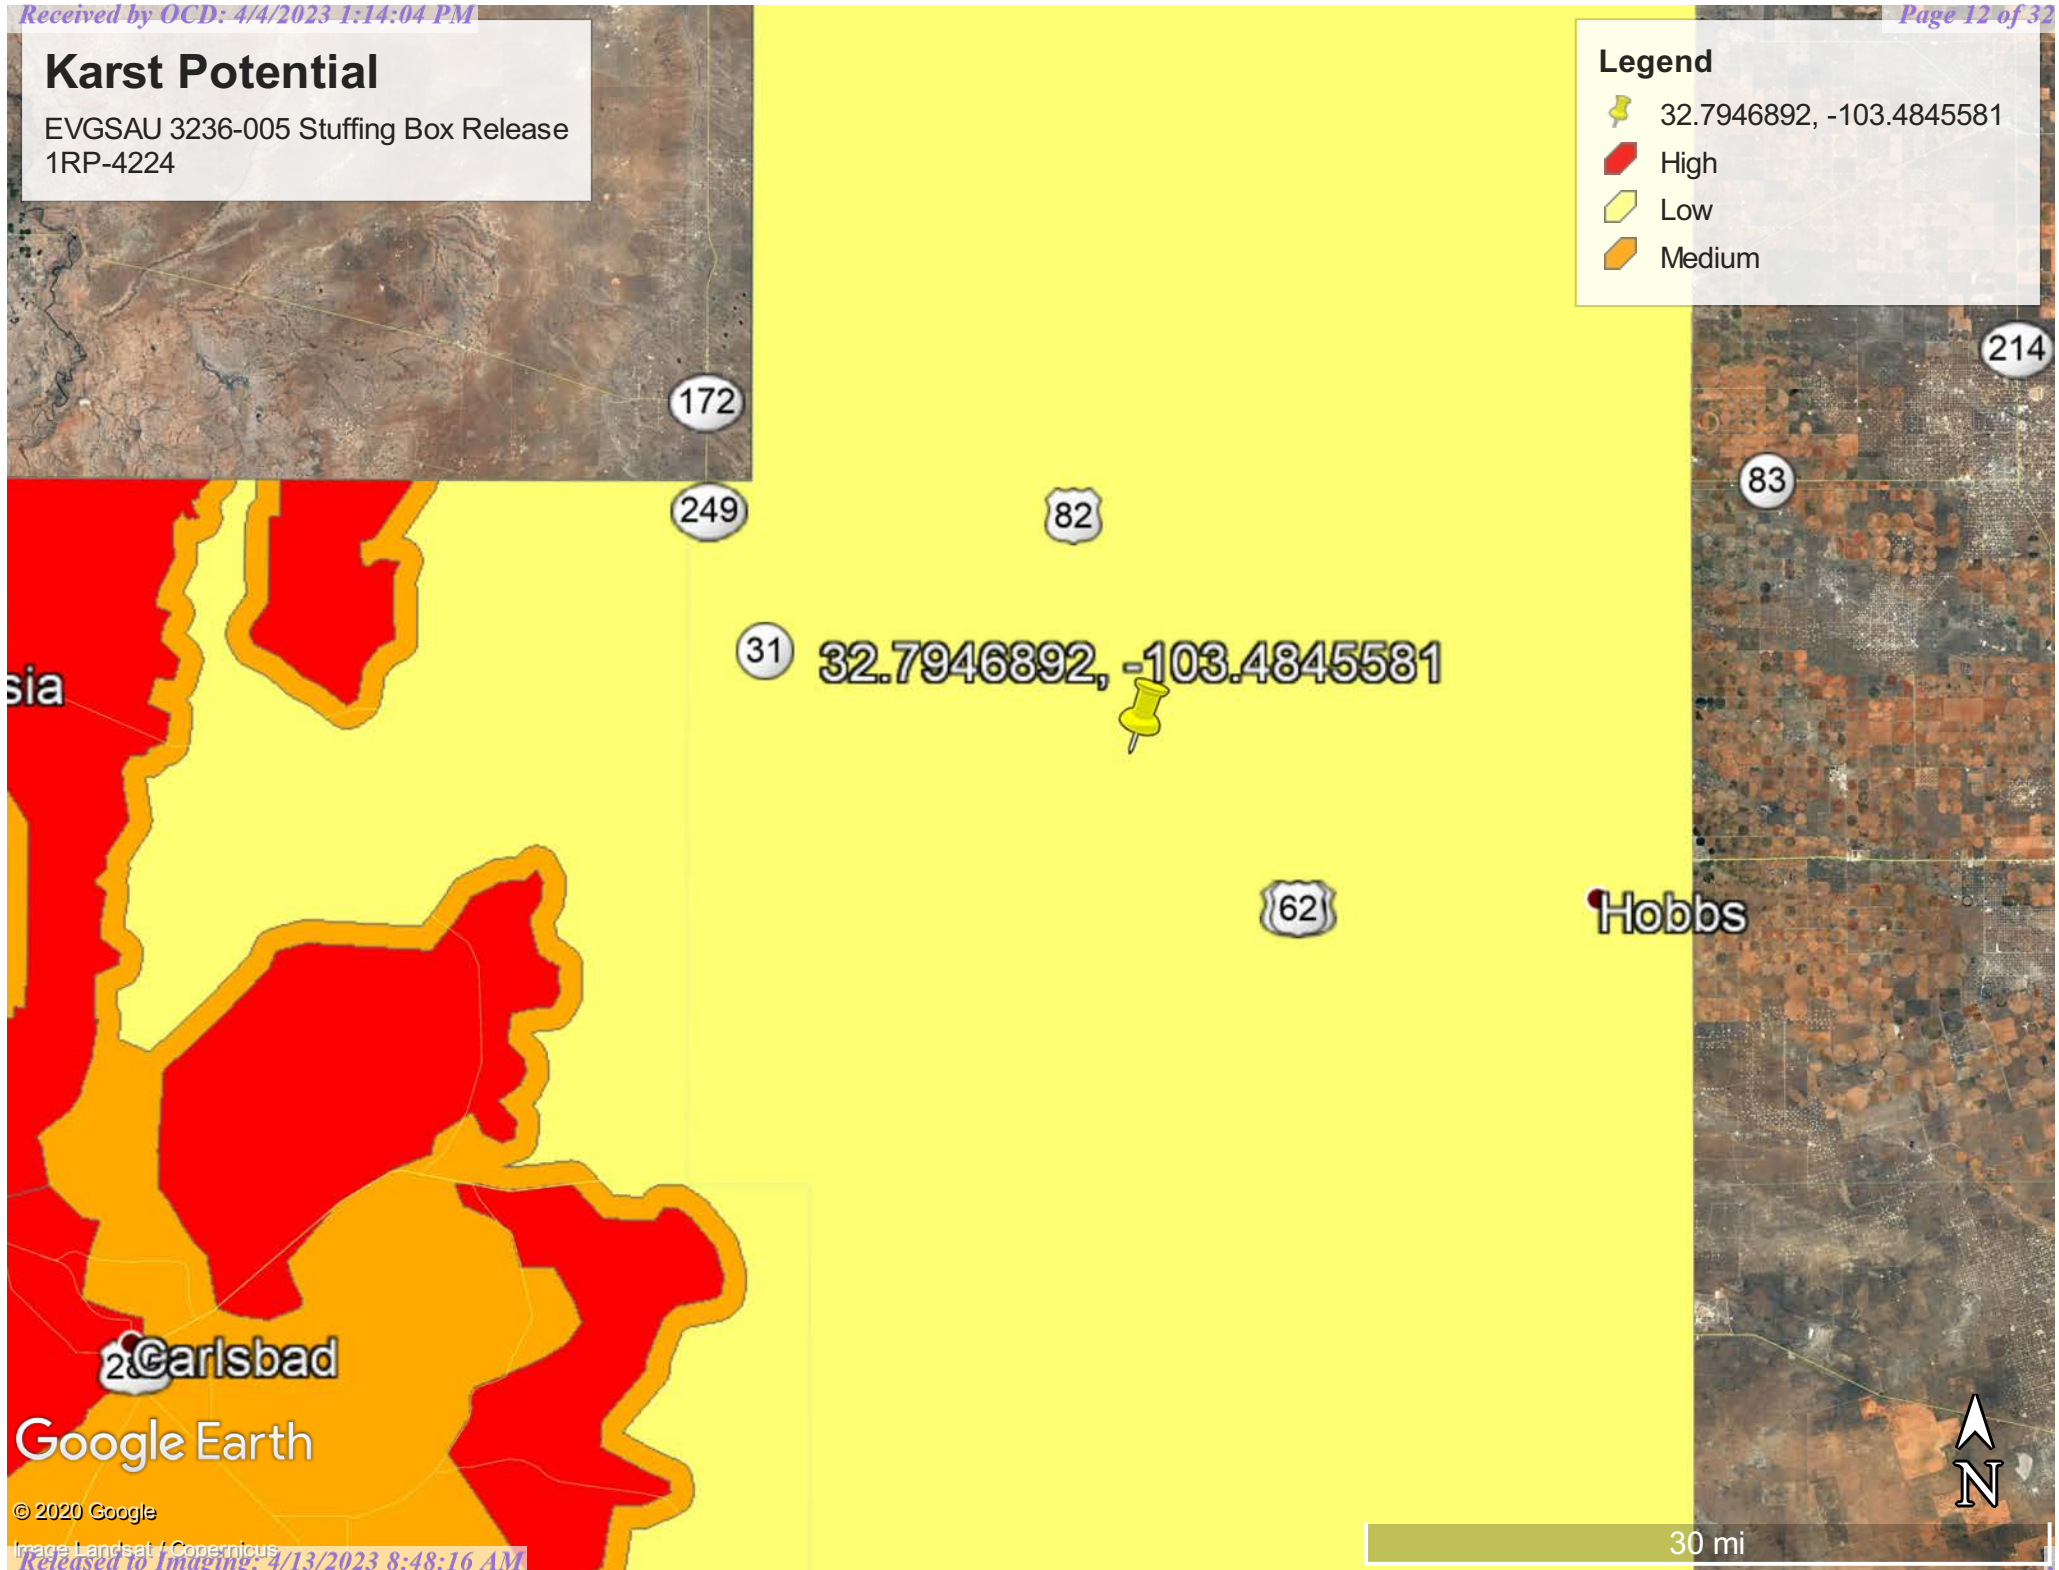 Received by OCD: 4/4/2023 1:14:04 PM
Page 12 of 32
Karst Potential
EVGSAU 3236-005 Stuffing Box Release
1RP-4224
Legend
32.7946892, -103.4845581
High
Low
Medium
214
172
83
249
82
31
32.7946892, -103.4845581
sia
62
Hobbs
Carlsbad
Google Earth
© 2020 Google
Image Landsat / Copernicus
30 mi
N
Released to Imaging: 4/13/2023 8:48:16 AM